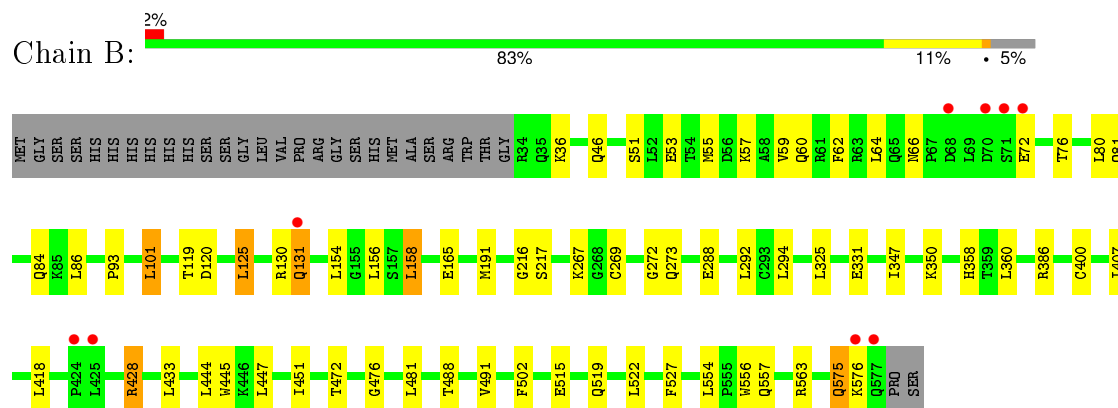 2%
Chain B:
83% 11% • 5%
MET GLY SER SER HIS HIS HIS HIS HIS HIS SER SER GLY LEU VAL PRO ARG GLY SER HIS MET ALA SER ARG TRP THR GLY R34 Q35 K36 Q46 S51 L52 E53 T54 M55 D56 K57 A58 V59 Q60 R61 F62 R63 L64 Q65 N66 P67 D68 L69 D70 S71 E72 T76 L80 Q81
Q84 K85 L86 P93 L101 T119 D120 L125 R130 Q131 L154 G155 L156 S157 L158 E165 M191 G216 S217 K267 G268 C269 G272 Q273 E288 L292 C293 L294 L325 E331 I347 K350 H358 T359 L360 R386 C400
L418 P424 L425 R428 L433 L444 W445 K446 L447 I451 T472 G476 L481 T488 V491 F502 E515 Q519 L522 F527 L554 P555 W556 Q557 R563 Q575 K576 Q577 PRO SER